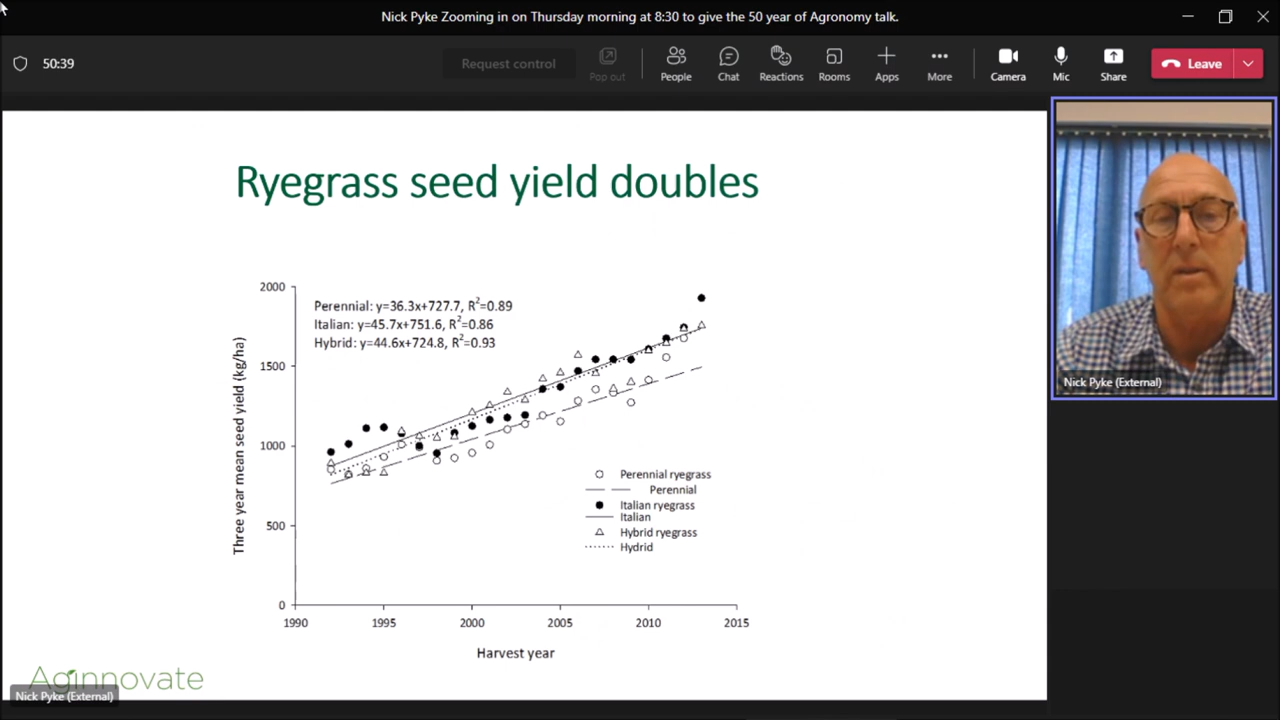 Nick Pyke Zooming in on Thursday morning at 8:30 to give the 50 year of Agronomy talk.
50:39
Request control
Pop out
People
Chat
Reactions
Rooms
Apps
More
Camera
Mic
Share
Leave
Ryegrass seed yield doubles
Perennial: y=36.3x+727.7, R²=0.89
Italian: y=45.7x+751.6, R²=0.86
Hybrid: y=44.6x+724.8, R²=0.93
Three year mean seed yield (kg/ha)
2000
1500
1000
500
0
Perennial ryegrass
Perennial
Italian ryegrass
Italian
Hybrid ryegrass
Hydrid
1990 1995 2000 2005 2010 2015
Harvest year
Aginnovate
Nick Pyke (External)
Nick Pyke (External)